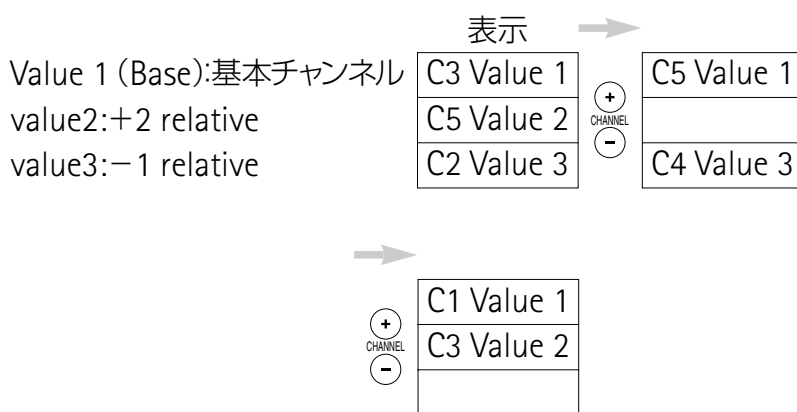 表示
Value 1 (Base):基本チャンネル
value2:+2 relative
value3:−1 relative
C3 Value 1
C5 Value 2
C2 Value 3
+
CHANNEL
−
C5 Value 1
C4 Value 3
+
CHANNEL
−
C1 Value 1
C3 Value 2